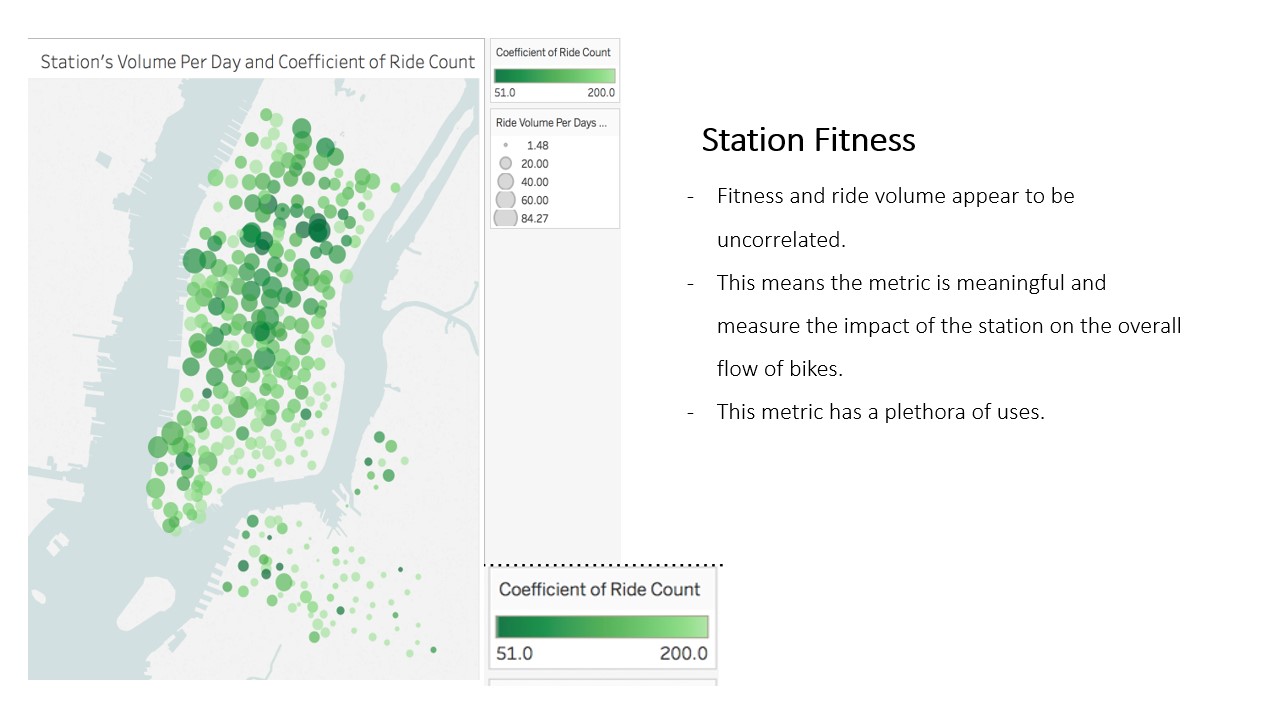 Station's Volume Per Day and Coefficient of Ride Count
Coefficient of Ride Count
51.0 200.0
Ride Volume Per Days ...
1.48
20.00
40.00
60.00
84.27
Station Fitness
- Fitness and ride volume appear to be
uncorrelated.
- This means the metric is meaningful and
measure the impact of the station on the overall
flow of bikes.
- This metric has a plethora of uses.
Coefficient of Ride Count
51.0 200.0